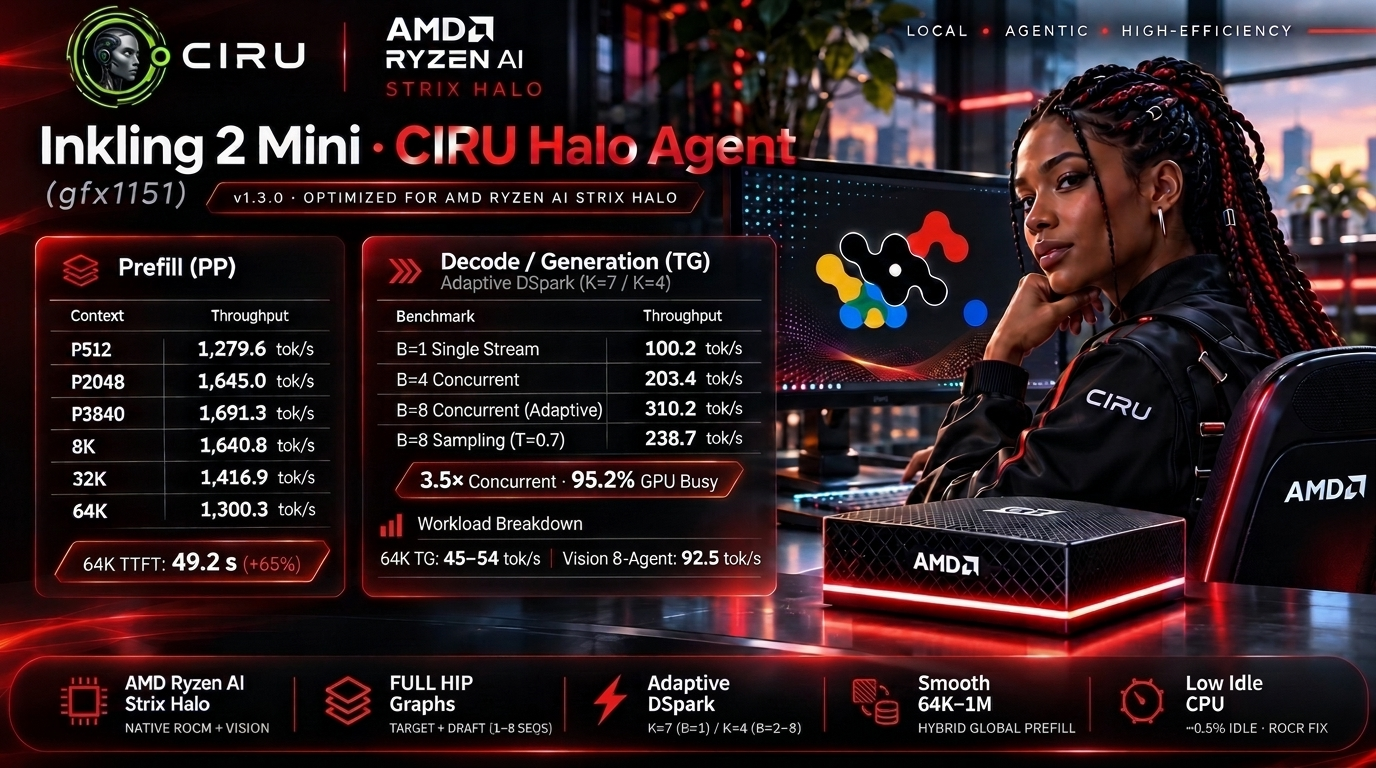 CIRU
AMD
RYZEN AI
STRIX HALO
LOCAL • AGENTIC • HIGH-EFFICIENCY
Inkling 2 Mini · CIRU Halo Agent
(gfx1151)
v1.3.0 · OPTIMIZED FOR AMD RYZEN AI STRIX HALO
Prefill (PP)
Context Throughput
P512 1,279.6 tok/s
P2048 1,645.0 tok/s
P3840 1,691.3 tok/s
8K 1,640.8 tok/s
32K 1,416.9 tok/s
64K 1,300.3 tok/s
64K TTFT: 49.2 s (+65%)
Decode / Generation (TG)
Adaptive DSpark (K=7 / K=4)
Benchmark Throughput
B=1 Single Stream 100.2 tok/s
B=4 Concurrent 203.4 tok/s
B=8 Concurrent (Adaptive) 310.2 tok/s
B=8 Sampling (T=0.7) 238.7 tok/s
3.5× Concurrent · 95.2% GPU Busy
Workload Breakdown
64K TG: 45–54 tok/s | Vision 8-Agent: 92.5 tok/s
CIRU
AMD
AMD
AMD Ryzen AI
Strix Halo
NATIVE ROCM + VISION
FULL HIP
Graphs
TARGET + DRAFT (1–8 SEQS)
Adaptive
DSpark
K=7 (B=1) / K=4 (B=2–8)
Smooth
64K–1M
HYBRID GLOBAL PREFILL
Low Idle
CPU
~0.5% IDLE · ROCR FIX